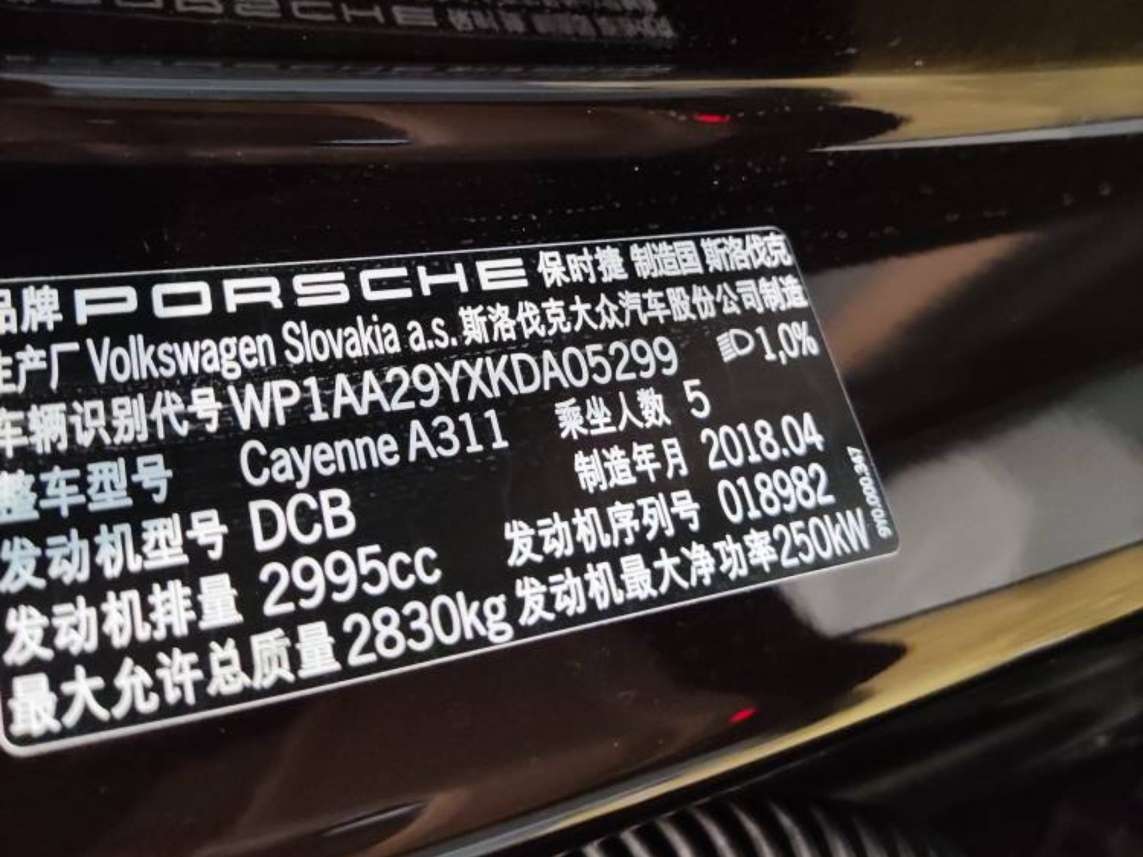 品牌 PORSCHE 保时捷 制造国 斯洛伐克
生产厂 Volkswagen Slovakia a.s. 斯洛伐克大众汽车股份公司制造
车辆识别代号 WP1AA29YXKDA05299 1,0%
整车型号 Cayenne A311 乘坐人数 5
发动机型号 DCB 制造年月 2018.04
发动机排量 2995cc 发动机序列号 018982
最大允许总质量 2830kg 发动机最大净功率 250kW
9Y0.000.347